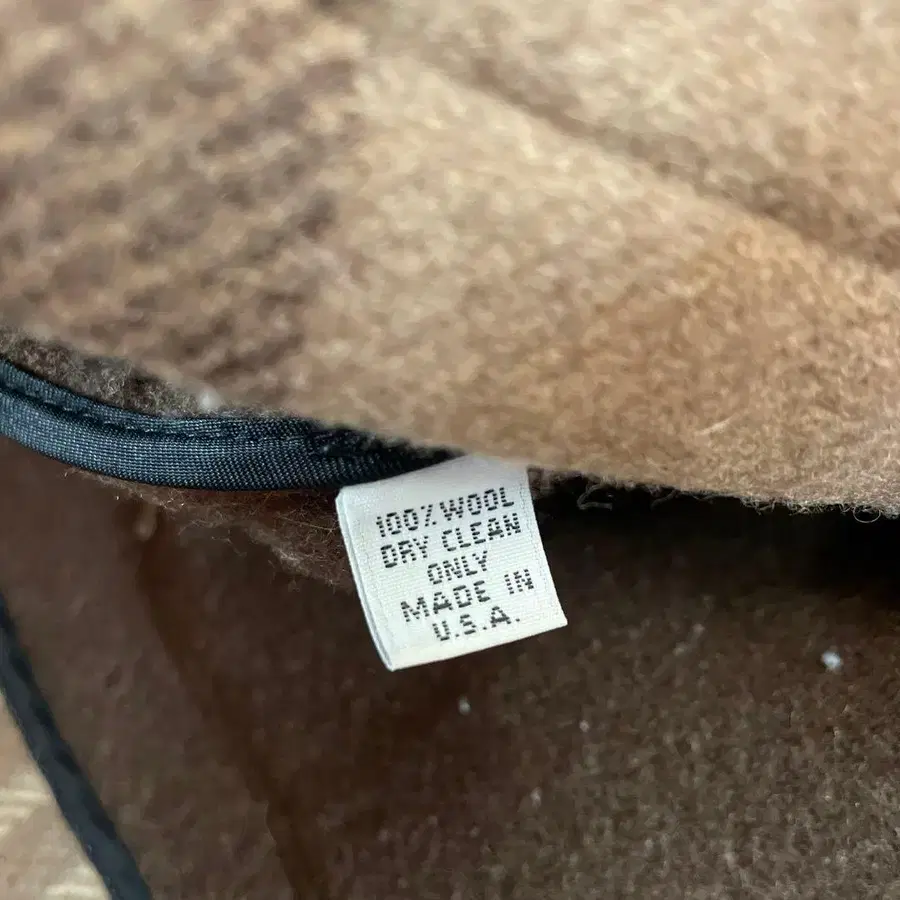 100% WOOL
DRY CLEAN
ONLY
MADE IN
U.S.A.